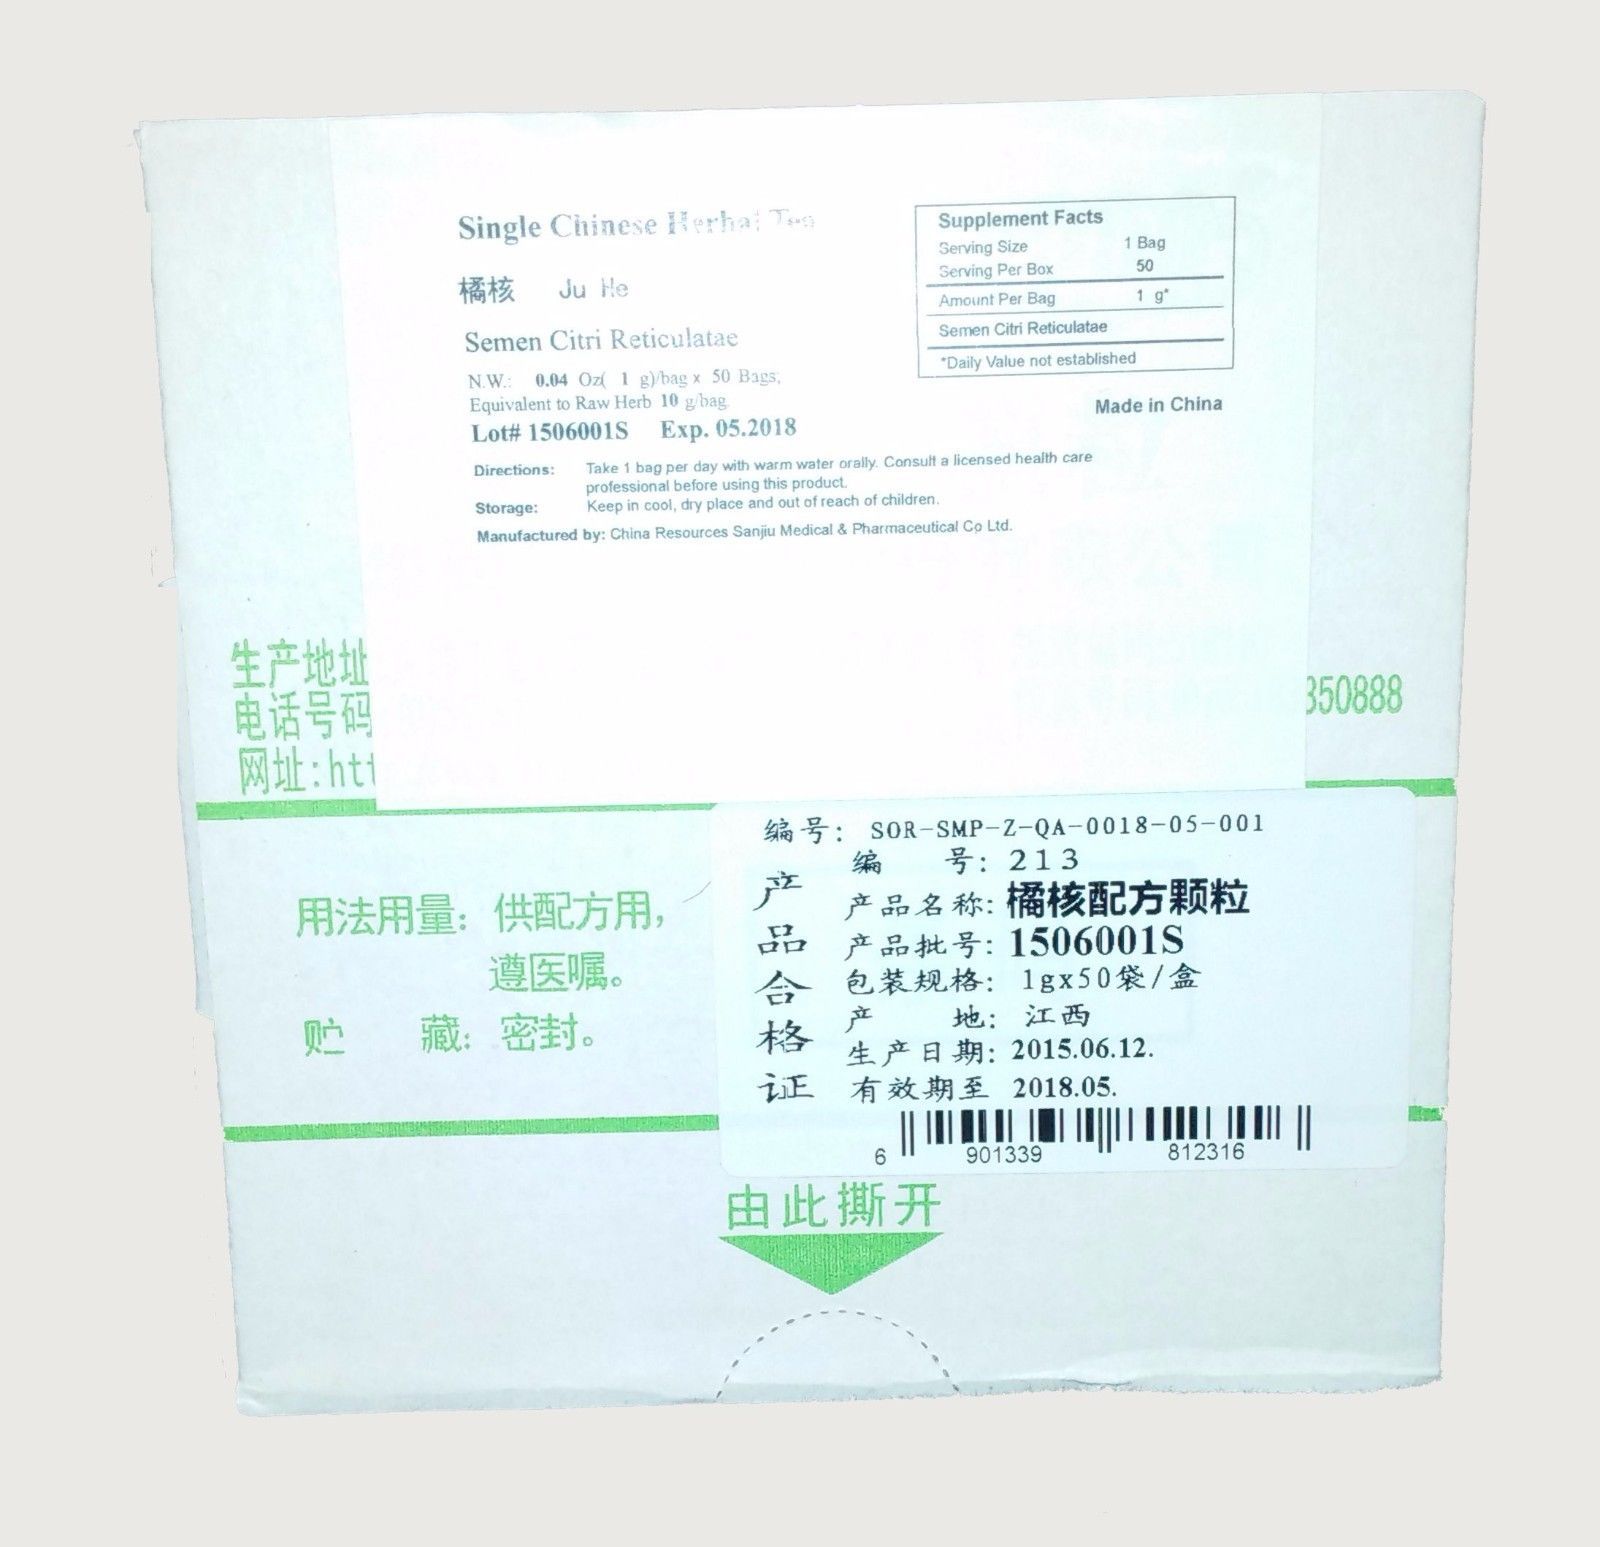 Single Chinese Herbal Tea
橘核 Ju He
Semen Citri Reticulatae
N.W.: 0.04 Oz( 1 g)/bag x 50 Bags;
Equivalent to Raw Herb 10 g/bag.
Lot# 1506001S Exp. 05.2018
Directions: Take 1 bag per day with warm water orally. Consult a licensed health care
professional before using this product.
Storage: Keep in cool, dry place and out of reach of children.
Manufactured by: China Resources Sanjiu Medical & Pharmaceutical Co Ltd.
Supplement Facts
Serving Size 1 Bag
Serving Per Box 50
Amount Per Bag 1 g*
Semen Citri Reticulatae
*Daily Value not established
Made in China
生产地址
电话号码 350888
网址:htt
用法用量: 供配方用,
遵医嘱。
贮 藏: 密封。
编号: SOR-SMP-Z-QA-0018-05-001
产品合格证
编 号: 213
产品名称: 橘核配方颗粒
产品批号: 1506001S
包装规格: 1gx50袋/盒
产 地: 江西
生产日期: 2015.06.12.
有效期至 2018.05.
6 901339 812316
由此撕开